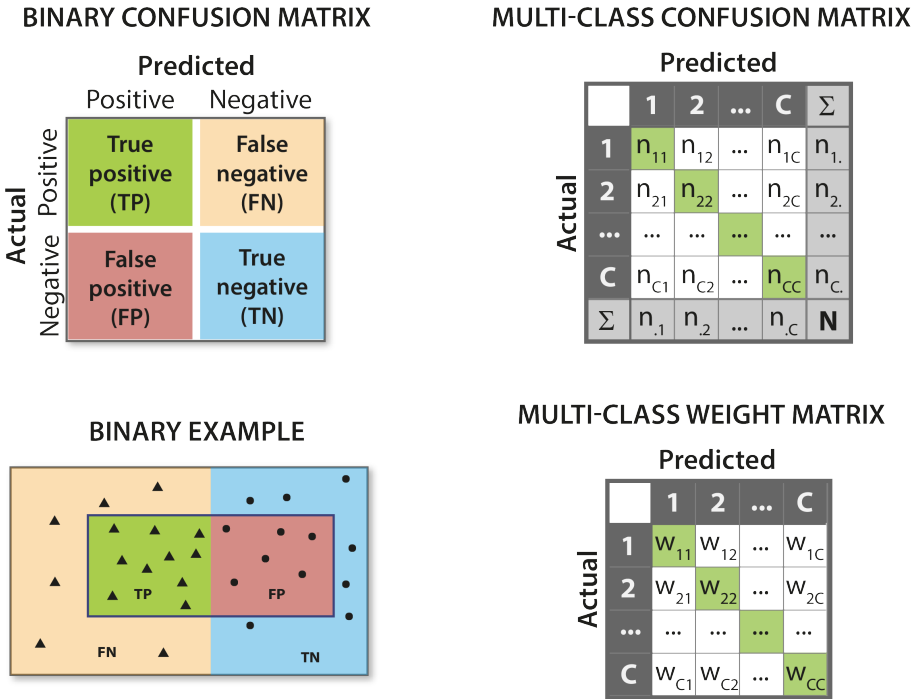 BINARY CONFUSION MATRIX
Predicted
Positive Negative
Actual
Positive
True positive (TP)
False negative (FN)
Negative
False positive (FP)
True negative (TN)
MULTI-CLASS CONFUSION MATRIX
Predicted
Actual
1 2 ... C Σ
1 n11 n12 ... n1C n1.
2 n21 n22 ... n2C n2.
... ... ... ... ... ...
C nC1 nC2 ... nCC nC.
Σ n.1 n.2 ... n.C N
BINARY EXAMPLE
TP FP
FN TN
MULTI-CLASS WEIGHT MATRIX
Predicted
Actual
1 2 ... C
1 w11 w12 ... w1C
2 w21 w22 ... w2C
... ... ... ... ...
C wC1 wC2 ... wCC